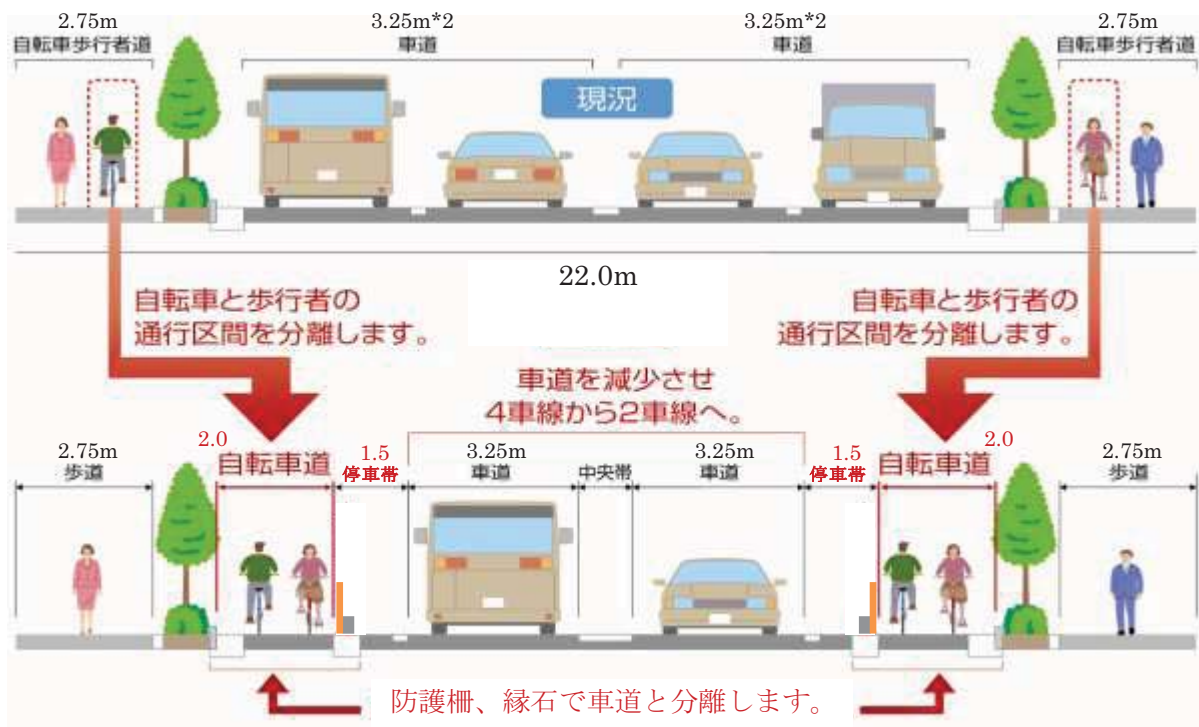 2.75m
自転車歩行者道
3.25m*2
車道
3.25m*2
車道
2.75m
自転車歩行者道
現況
22.0m
自転車と歩行者の
通行区間を分離します。
自転車と歩行者の
通行区間を分離します。
車道を減少させ
4車線から2車線へ。
2.75m
歩道
2.0
自転車道
1.5
停車帯
3.25m
車道
中央帯
3.25m
車道
1.5
停車帯
2.0
自転車道
2.75m
歩道
防護柵、縁石で車道と分離します。